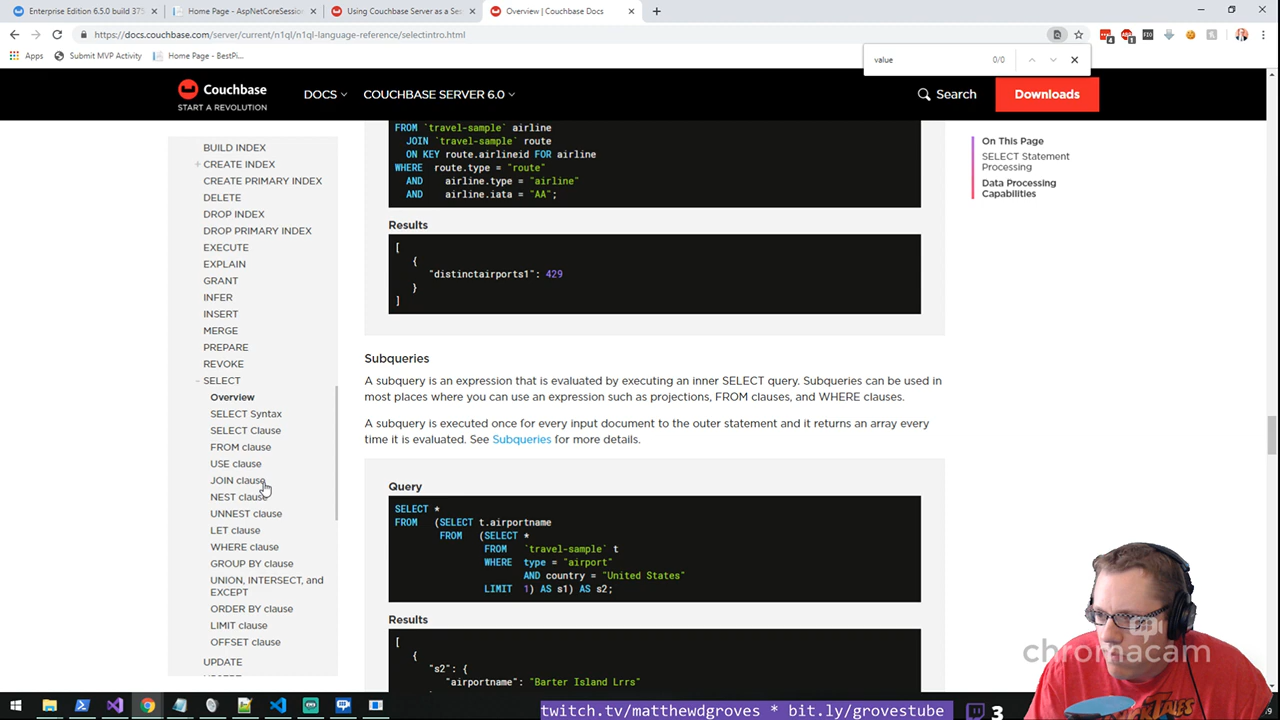 Enterprise Edition 6.5.0 build 375
Home Page - AspNetCoreSession
Using Couchbase Server as a Se
Overview | Couchbase Docs
https://docs.couchbase.com/server/current/n1ql/n1ql-language-reference/selectintro.html
Apps
Submit MVP Activity
Home Page - BestPi...
value
0/0
Couchbase
START A REVOLUTION
DOCS
COUCHBASE SERVER 6.0
Search
Downloads
BUILD INDEX
CREATE INDEX
CREATE PRIMARY INDEX
DELETE
DROP INDEX
DROP PRIMARY INDEX
EXECUTE
EXPLAIN
GRANT
INFER
INSERT
MERGE
PREPARE
REVOKE
SELECT
Overview
SELECT Syntax
SELECT Clause
FROM clause
USE clause
JOIN clause
NEST clause
UNNEST clause
LET clause
WHERE clause
GROUP BY clause
UNION, INTERSECT, and
EXCEPT
ORDER BY clause
LIMIT clause
OFFSET clause
UPDATE
FROM `travel-sample` airline
JOIN `travel-sample` route
ON KEY route.airlineid FOR airline
WHERE route.type = "route"
AND airline.type = "airline"
AND airline.iata = "AA";
Results
[
{
"distinctairports1": 429
}
]
Subqueries
A subquery is an expression that is evaluated by executing an inner SELECT query. Subqueries can be used in
most places where you can use an expression such as projections, FROM clauses, and WHERE clauses.
A subquery is executed once for every input document to the outer statement and it returns an array every
time it is evaluated. See Subqueries for more details.
Query
SELECT *
FROM (SELECT t.airportname
FROM (SELECT *
FROM `travel-sample` t
WHERE type = "airport"
AND country = "United States"
LIMIT 1) AS s1) AS s2;
Results
[
{
"s2": {
"airportname": "Barter Island Lrrs"
On This Page
SELECT Statement
Processing
Data Processing
Capabilities
chromacam
twitch.tv/matthewdgroves * bit.ly/grovestube
3